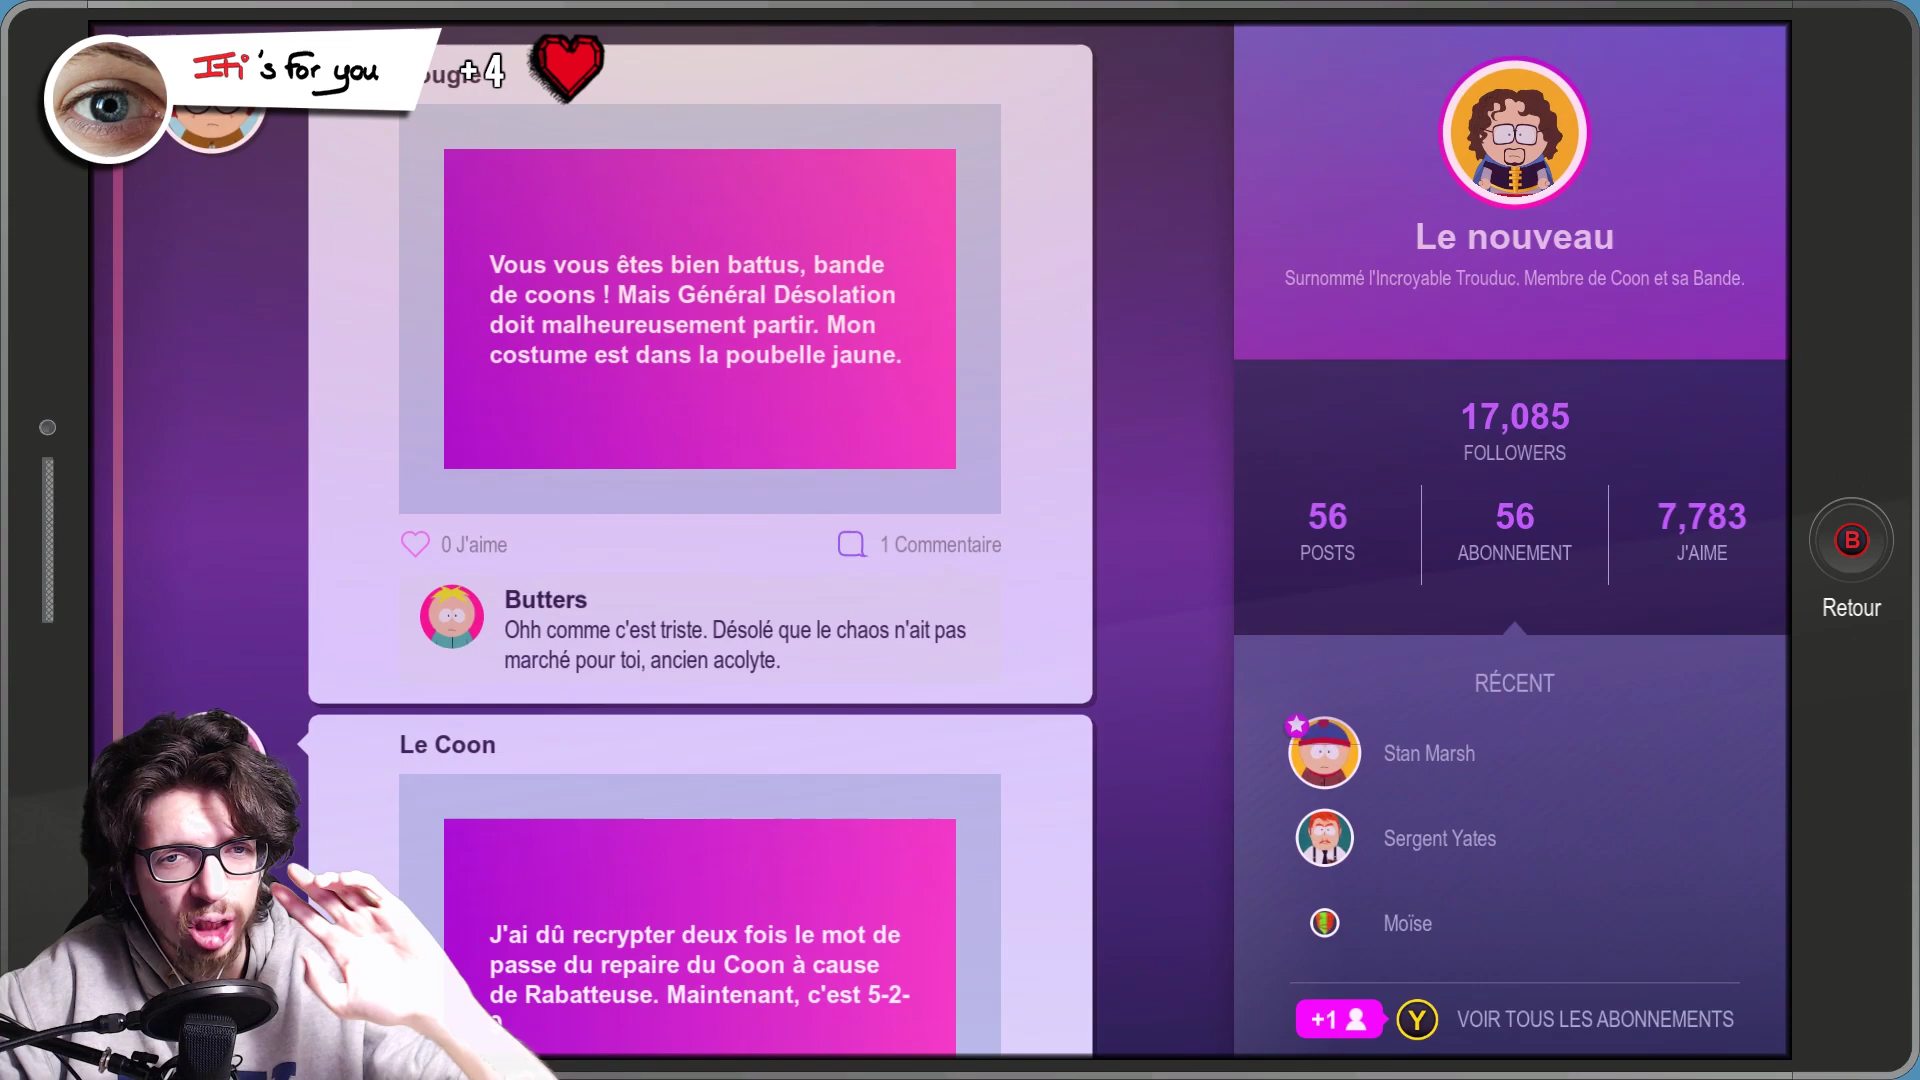 Iti's for you
+4
Vous vous êtes bien battus, bande
de coons ! Mais Général Désolation
doit malheureusement partir. Mon
costume est dans la poubelle jaune.
0 J'aime
1 Commentaire
Butters
Ohh comme c'est triste. Désolé que le chaos n'ait pas
marché pour toi, ancien acolyte.
Le Coon
J'ai dû recrypter deux fois le mot de
passe du repaire du Coon à cause
de Rabatteuse. Maintenant, c'est 5-2-
Le nouveau
Surnommé l'Incroyable Trouduc. Membre de Coon et sa Bande.
17,085
FOLLOWERS
56
POSTS
56
ABONNEMENT
7,783
J'AIME
RÉCENT
Stan Marsh
Sergent Yates
Moïse
+1
Y
VOIR TOUS LES ABONNEMENTS
B
Retour